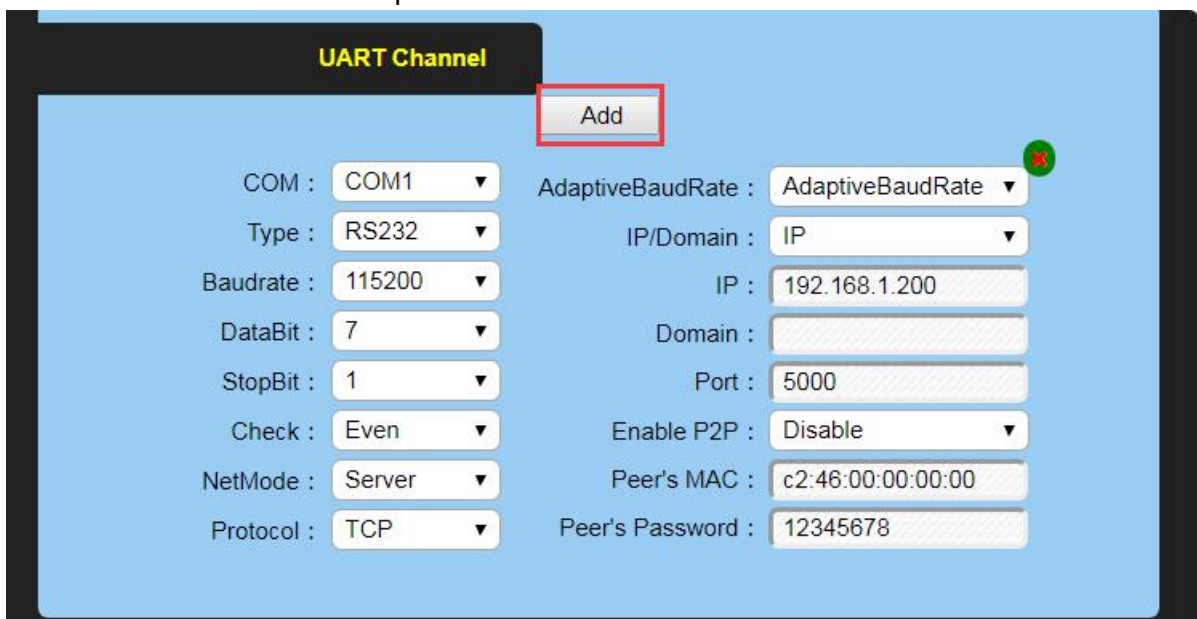 UART Channel
Add
COM : COM1 AdaptiveBaudRate : AdaptiveBaudRate
Type : RS232 IP/Domain : IP
Baudrate : 115200 IP : 192.168.1.200
DataBit : 7 Domain :
StopBit : 1 Port : 5000
Check : Even Enable P2P : Disable
NetMode : Server Peer's MAC : c2:46:00:00:00:00
Protocol : TCP Peer's Password : 12345678